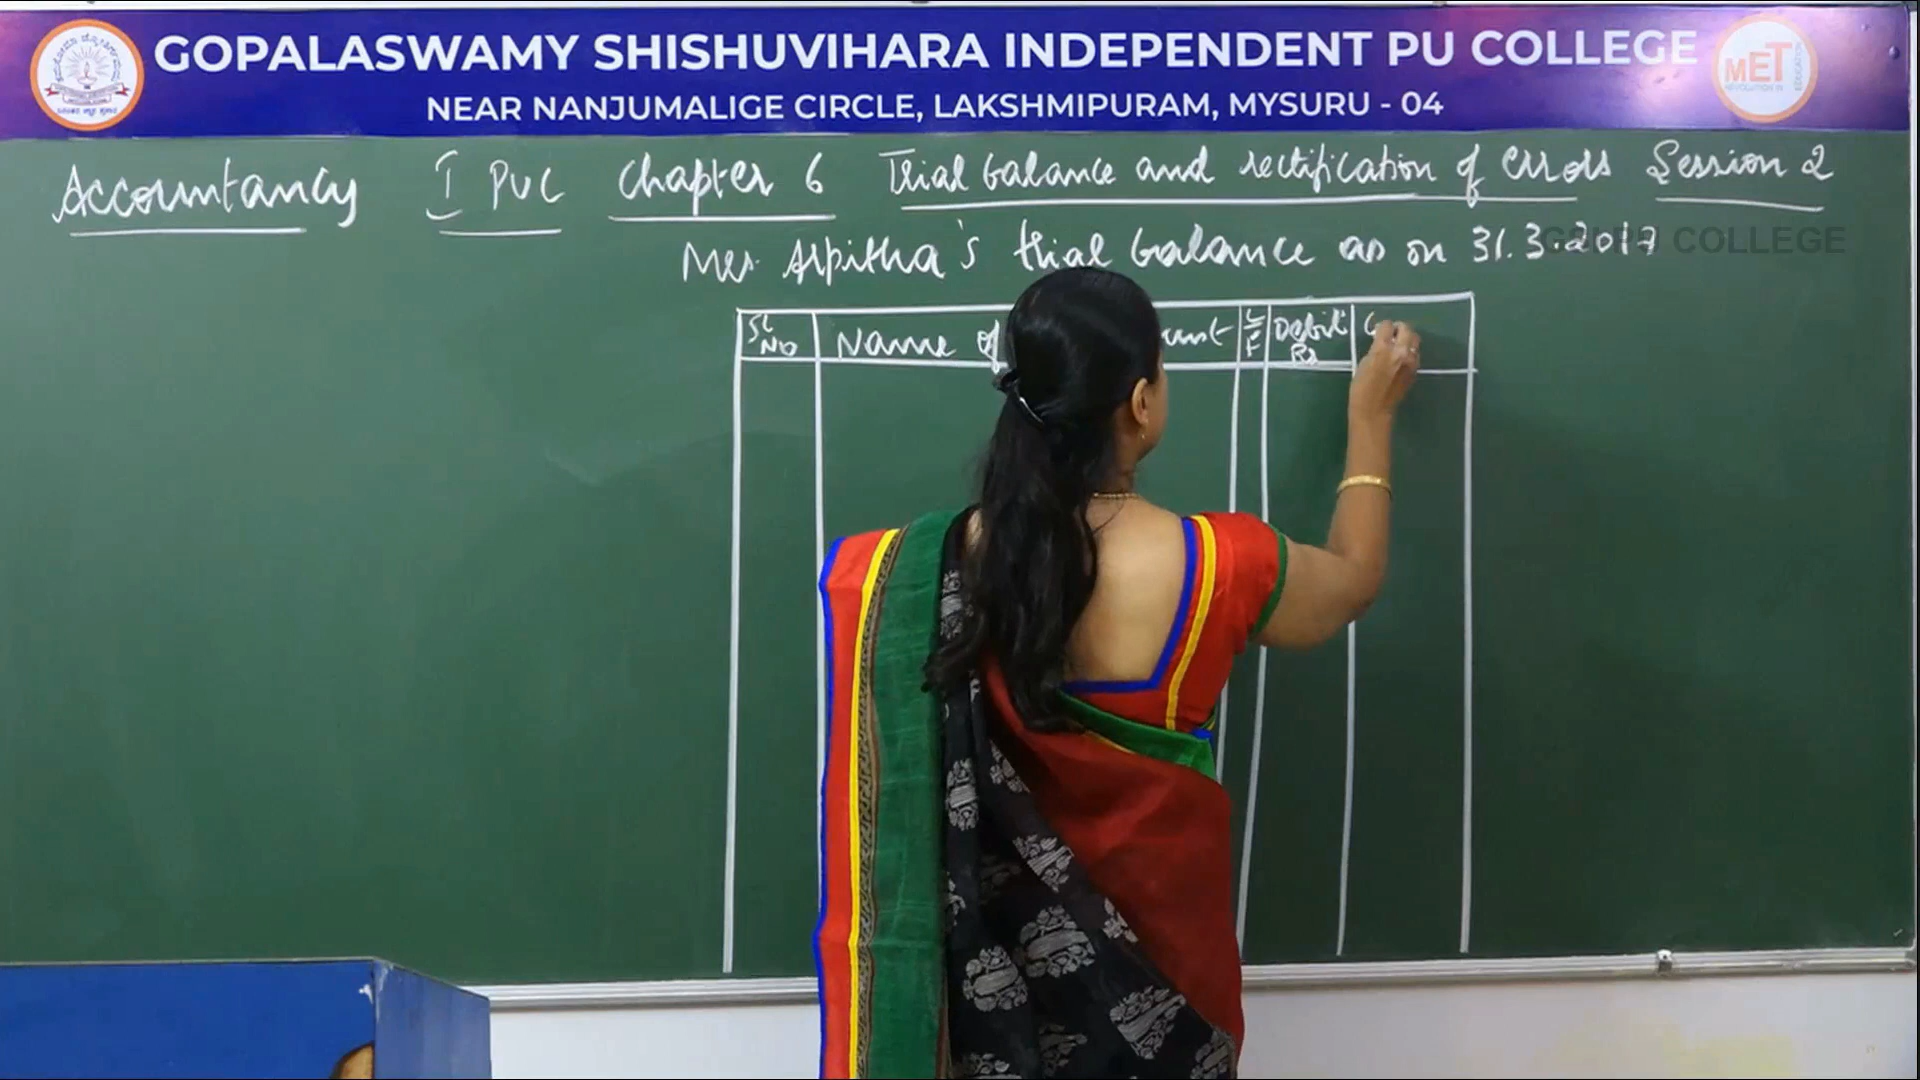 GOPALASWAMY SHISHUVIHARA INDEPENDENT PU COLLEGE
NEAR NANJUMALIGE CIRCLE, LAKSHMIPURAM, MYSURU - 04
MET
Accountancy I PUC Chapter 6 Trial balance and rectification of errors Session 2
Mrs. Arpitha's trial balance as on 31.3.2017
COLLEGE
Sl No Name of L F Debit Rs